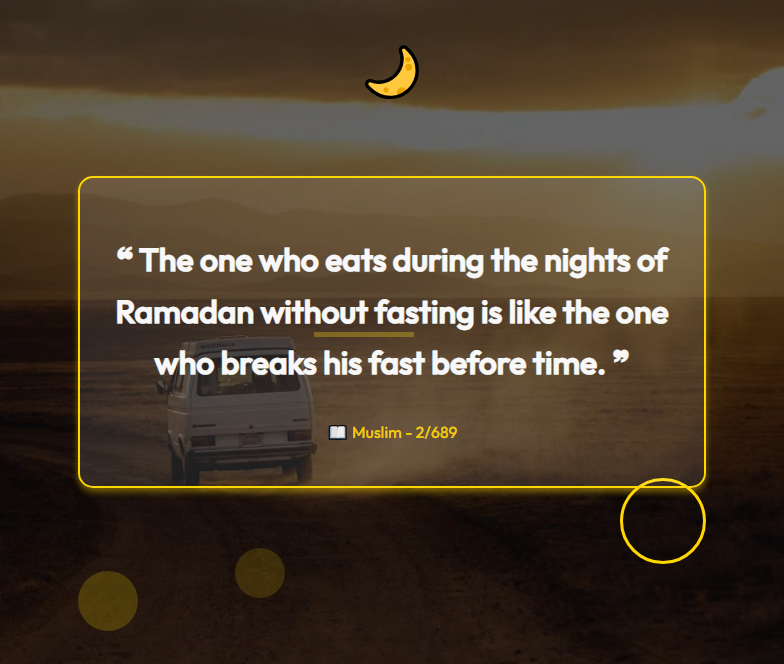 “ The one who eats during the nights of
Ramadan without fasting is like the one
who breaks his fast before time. ”
Muslim - 2/689